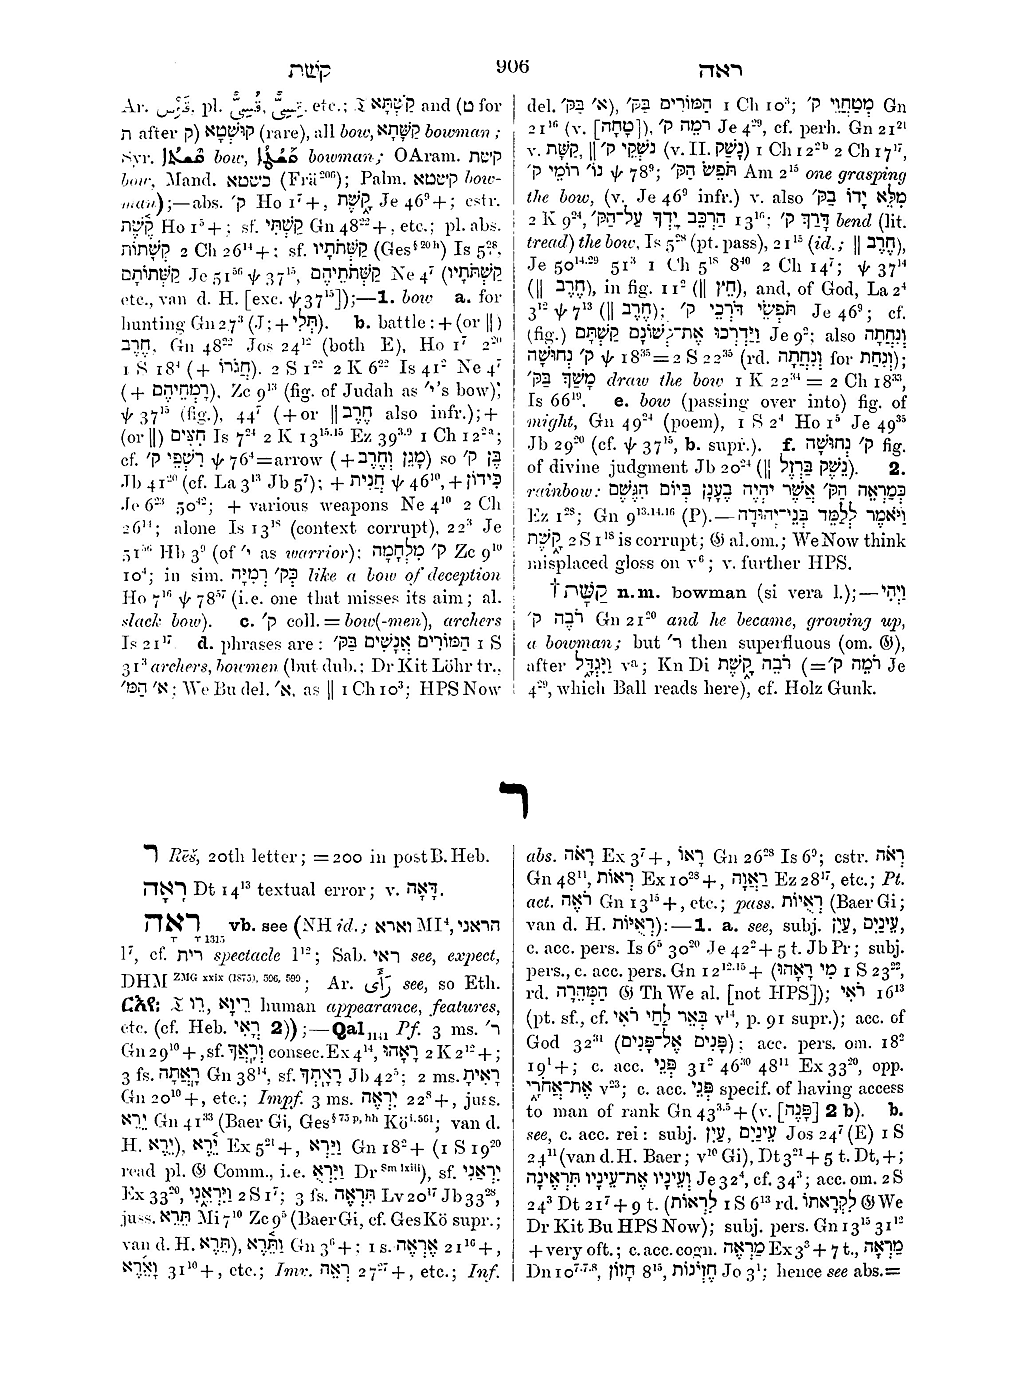 קשׁת 906 ראה
Ar. قَوْس, pl. قِسِىٌّ, قُسِىٌّ, etc.; 𝔗 קַשְׁתָּא and (ט for
ת after ק) קוּשְׁטָא (rare), all bow, קַשָּׁתָא bowman;
Syr. bow, bowman; OAram. קשת
bow, Mand. כשטא (Frä²⁰⁶); Palm. קשטא bow-
man);—abs. ק׳ Ho 1⁷+, קָ֑שֶׁת Je 46⁹+; cstr.
קֶ֫שֶׁת Ho 1⁵+; sf. קַשְׁתִּי Gn 48²²+, etc.; pl. abs.
קְשָׁתוֹת 2 Ch 26¹⁴+; sf. קַשְּׁתֹתָיו (Ges§ 20 h) Is 5²⁸,
קַשְּׁתוֹתָם Je 51⁵⁶ ψ 37¹⁵, קַשְּׁתֹתֵיהֶם Ne 4⁷ (קַשְׁתֹתָיו
etc., van d. H. [exc. ψ 37¹⁵]);—1. bow a. for
hunting Gn 27³ (J; + תְּלִי). b. battle: + (or ||)
חֶרֶב, Gn 48²² Jos 24¹² (both E), Ho 1⁷ 2²⁰
1 S 18⁴ (+ חֲגֹרוֹ). 2 S 1²² 2 K 6²² Is 41² Ne 4⁷
(+ רָמְחֵיהֶם), Zc 9¹³ (fig. of Judah as י׳'s bow);
ψ 37¹⁵ (fig.), 44⁷ (+ or || חֶרֶב also infr.); +
(or ||) חִצִּים Is 7²⁴ 2 K 13¹⁵·¹⁵ Ez 39³·⁹ 1 Ch 12²ᵃ;
cf. רִשְׁפֵי ק׳ ψ 76⁴=arrow (+ מָגֵן וְחֶרֶב) so בֶּן ק׳
Jb 41²⁰ (cf. La 3¹³ Jb 5⁷); + חֲנִית ψ 46¹⁰, + כִּידוֹן
Je 6²³ 50⁴²; + various weapons Ne 4¹⁰ 2 Ch
26¹⁴; alone Is 13¹⁸ (context corrupt), 22³ Je
51⁵⁶ Hb 3⁹ (of י׳ as warrior); ק׳ מִלְחָמָה Zc 9¹⁰
10⁴; in sim. כְּק׳ רְמִיָּה like a bow of deception
Ho 7¹⁶ ψ 78⁵⁷ (i.e. one that misses its aim; al.
slack bow). c. ק׳ coll. = bow(-men), archers
Is 21¹⁷ d. phrases are: הַמּוֹרִים אֲנָשִׁים בַּקּ׳ 1 S
31³ archers, bowmen (but dub.; Dr Kit Löhr tr.,
א׳ הַמּ׳; We Bu del. א׳, as || 1 Ch 10³; HPS Now
del. א׳ בַּקּ׳), הַמּוֹרִים בַּקּ׳ 1 Ch 10³; מְטַחֲוֵי ק׳ Gn
21¹⁶ (v. [טָחָה]), רֹמֵה ק׳ Je 4²⁹, cf. perh. Gn 21²¹
v. קַשָּׁת, || נֹשְׁקֵי ק׳ (v. II. נָשַׁק) 1 Ch 12²ᵇ 2 Ch 17¹⁷,
נוֹ׳ רוֹמֵי ק׳ ψ 78⁹; תֹּפֵשׂ הַקּ׳ Am 2¹⁵ one grasping
the bow, (v. Je 46⁹ infr.) v. also מִלֵּא יָדוֹ בַקּ׳
2 K 9²⁴, הַרְכֵּב יָֽדְךָ עַל־הַקּ׳ 13¹⁶; דָּרַךְ ק׳ bend (lit.
tread) the bow, Is 5²⁸ (pt. pass), 21¹⁵ (id.; || חֶרֶב),
Je 50¹⁴·²⁹ 51³ 1 Ch 5¹⁸ 8⁴⁰ 2 Ch 14⁷; ψ 37¹⁴
(|| חֶרֶב), in fig. 11² (|| חֵץ), and, of God, La 2⁴
3¹² ψ 7¹³ (|| חֶרֶב); תֹּפְשֵׂי דֹּרְכֵי ק׳ Je 46⁹; cf.
(fig.) וַיַּדְרְכוּ אֶת־לְשׁוֹנָם קַשְׁתָּם Je 9²; also וְנִחֲתָה
ק׳ נְחוּשָׁה ψ 18³⁵=2 S 22³⁵ (rd. וְנִחֲתָה for וְנִחַת);
מָשַׁךְ בַּקּ׳ draw the bow 1 K 22³⁴ = 2 Ch 18³³,
Is 66¹⁹. e. bow (passing over into) fig. of
might, Gn 49²⁴ (poem), 1 S 2⁴ Ho 1⁵ Je 49³⁵
Jb 29²⁰ (cf. ψ 37¹⁵, b. supr.). f. ק׳ נְחוּשָׁה fig.
of divine judgment Jb 20²⁴ (|| נֵשֶׁק בַּרְזֶל). 2.
rainbow: כְּמַרְאֵה הַקּ׳ אֲשֶׁר יִהְיֶה בֶעָנָן בְּיוֹם הַגֶּשֶׁם
Ez 1²⁸; Gn 9¹³·¹⁴·¹⁶ (P).—וַיֹּאמֶר לְלַמֵּד בְּנֵי־יְהוּדָה
קָ֑שֶׁת 2 S 1¹⁸ is corrupt; 𝔊 al. om.; We Now think
misplaced gloss on v⁶; v. further HPS.
† קַשָּׁת n.m. bowman (si vera l.);—וַיְהִי
רֹבֶה ק׳ Gn 21²⁰ and he became, growing up,
a bowman; but ר׳ then superfluous (om. 𝔊),
after וַיִּגְדָּ֑ל vᵃ; Kn Di רֹבֵה קָ֑שֶׁת (= רֹמֵה ק׳ Je
4²⁹, which Ball reads here), cf. Holz Gunk.
ר
ר Rêš, 20th letter; = 200 in postB. Heb.
רָאָה Dt 14¹³ textual error; v. דָּאָה.
רָאָה 1315 vb. see (NH id.; וארא MI⁴, הראני
l⁷, cf. רית spectacle l¹²; Sab. ראי see, expect,
DHM ZMG xxix (1875), 596, 599; Ar. رَأَى see, so Eth.
ርእየ: 𝔗 רֵיוָא, רֵו human appearance, features,
etc. (cf. Heb. רֳאִי 2));—Qal 1141 Pf. 3 ms. ר׳
Gn 29¹⁰+, sf. וְרָאֲךָ consec. Ex 4¹⁴, רָאָהוּ 2 K 2¹²+;
3 fs. רָאֲתָה Gn 38¹⁴, sf. רָאָתְךָ Jb 42⁵; 2 ms. רָאִיתָ
Gn 20¹⁰+, etc.; Impf. 3 ms. יִרְאֶה 22⁸+, juss.
יֵרֶא Gn 41³³ (Baer Gi, Ges§ 75 p, hh Köi. 561; van d.
H. יֵרֶא), יֵרֶא Ex 5²¹+, וַיַּרְא Gn 18²+ (1 S 19²⁰
read pl. 𝔊 Comm., i.e. וַיִּרְאוּ Dr Sm lxiii), sf. יִרְאַנִי
Ex 33²⁰, וַיִּרְאֵ֫נִי 2 S 1⁷; 3 fs. תִּרְאֶה Lv 20¹⁷ Jb 33²⁸,
juss. תֵּרֶא Mi 7¹⁰ Zc 9⁵ (Baer Gi, cf. Ges Kö supr.;
van d. H. תֵּרֶא), וַתֵּרֶא Gn 3⁶+; 1 s. אֶרְאֶה 21¹⁶+,
וָאֵרֶא 31¹⁰+, etc.; Imv. רְאֵה 27²⁷+, etc.; Inf.
abs. רָאֹה Ex 3⁷+, רָאוֹ Gn 26²⁸ Is 6⁹; cstr. רְאֹה
Gn 48¹¹, רְאוֹת Ex 10²⁸+, רַאֲוָה Ez 28¹⁷, etc.; Pt.
act. רֹאֶה Gn 13¹⁵+, etc.; pass. רְאֻיוֹת (Baer Gi;
van d. H. רְאֻיּוֹת):—1. a. see, subj. עֵינַיִם, עַיִן,
c. acc. pers. Is 6⁵ 30²⁰ Je 42²+5 t. Jb Pr; subj.
pers., c. acc. pers. Gn 12¹²·¹⁵+ (מִי רָאָהוּ 1 S 23²²,
rd. הַמְּהֵרָה 𝔊 Th We al. [not HPS]); רֹאִי 16¹³
(pt. sf., cf. בְּאֵר לַחַי רֹאִי v¹⁴, p. 91 supr.); acc. of
God 32³¹ (פָּנִים אֶל־פָּנִים); acc. pers. om. 18²
19¹+; c. acc. פְּנֵי 31² 46³⁰ 48¹¹ Ex 33²⁰, opp.
אֶת־אֲחֹרָ֑י v²³; c. acc. פְּנֵי specif. of having access
to man of rank Gn 43³·⁵+(v. [פָּנֶה] 2 b). b.
see, c. acc. rei: subj. עֵינַיִם, עַיִן Jos 24⁷ (E) 1 S
24¹¹ (van d. H. Baer; v¹⁰ Gi), Dt 3²¹+5 t. Dt, +;
וְעֵינָיו אֶת־עֵינָיו תִּרְאֶינָה Je 32⁴, cf. 34³; acc. om. 2 S
24³ Dt 21⁷+9 t. (לִרְאוֹת 1 S 6¹³ rd. לִקְרָאתוֹ 𝔊 We
Dr Kit Bu HPS Now); subj. pers. Gn 13¹⁵ 31¹²
+very oft.; c. acc. cogn. מַרְאֶה Ex 3³+7 t., מַרְאָה
Dn 10⁷·⁷·⁸, חָזוֹן 8¹⁵, חֶזְיֹנוֹת Jo 3¹; hence see abs.=